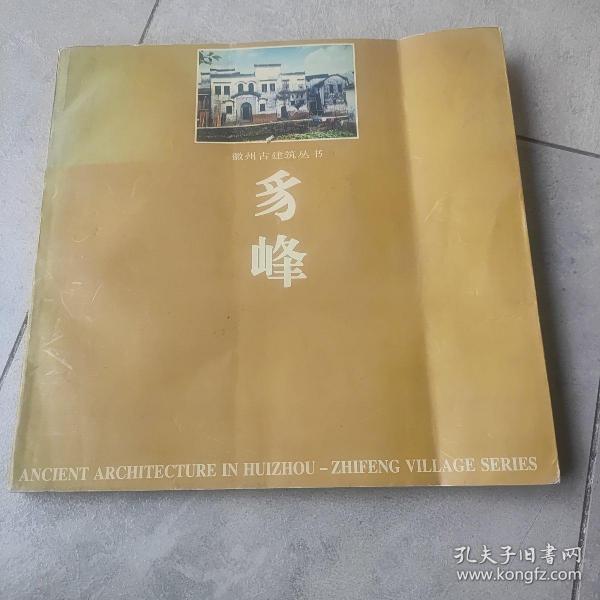 徽州古建筑丛书
豸
峰
ANCIENT ARCHITECTURE IN HUIZHOU – ZHIFENG VILLAGE SERIES
孔夫子旧書网
www.kongfz.com